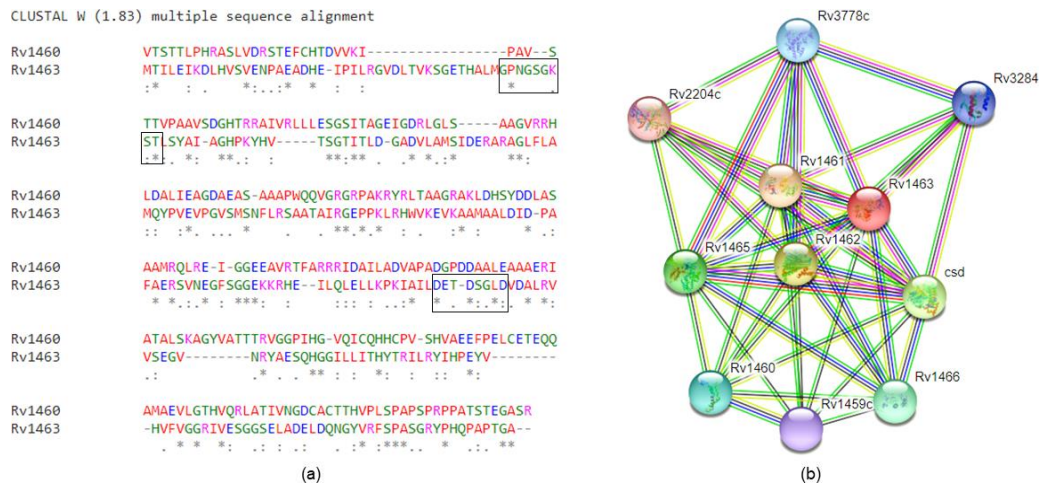 CLUSTAL W (1.83) multiple sequence alignment
Rv1460 VTSTTLPHRASLVDRSTEFCHTDVVKI-----------------PAV--S
Rv1463 MTILEIKDLHVSVENPAEADHE-IPILRGVDLTVKSGETHALMGPNGSGK
:* . *:..:* * : * .
Rv1460 TTVPAAVSDGHTRRAIVRLLLESGSITAGEIGDRLGLS-----AAGVRRH
Rv1463 STLSYAIAGHPKYHV-----TSGTITLD-GADVLAMSIDERARAGLFLA
:*:. *: **.: . **:** *. * *.*: **:
Rv1460 LDALIEAGDAEAS-AAAPWQQVGRGRPAKRYRLTAAGRAKLDHSYDDLAS
Rv1463 MQYPVEVPGVSMSNFLRSAATAIRGEPPKLRHWVKEVKAAMAALDID-PA
:: :*. ... * . . **.*.* : . :*: * .:
Rv1460 AAMRQLRE-I-GGEEAVRTFARRRIDAILADVAPADGPDDAALEAAAERI
Rv1463 FAERSVNEGFSGGEKKRHE--ILQLELLKPKIAILDET-DSGLDVDALRV
* *.:.* : ***: : ::: : ..:* * . *:.*:. * *:
Rv1460 ATALSKAGYVATTTRVGGPIHG-VQICQHHCPV-SHVAEEFPELCETEQQ
Rv1463 VSEGV--------NRYAESQHGGILLITHYTRILRYIHPEYV--------
.: .* . ** : : *: : :: *:
Rv1460 AMAEVLGTHVQRLATIVNGDCACTTHVPLSPAPSPRPPATSTEGASR
Rv1463 -HVFVGGRIVESGGSELADELDQNGYVRFSPASGRYPHQPAPTGA--
. * * *: .: : .: . :* :***.. * .:. **
(a)
Rv3778c
Rv3284
Rv2204c
Rv1461
Rv1463
Rv1465
Rv1462
csd
Rv1460
Rv1466
Rv1459c
(b)